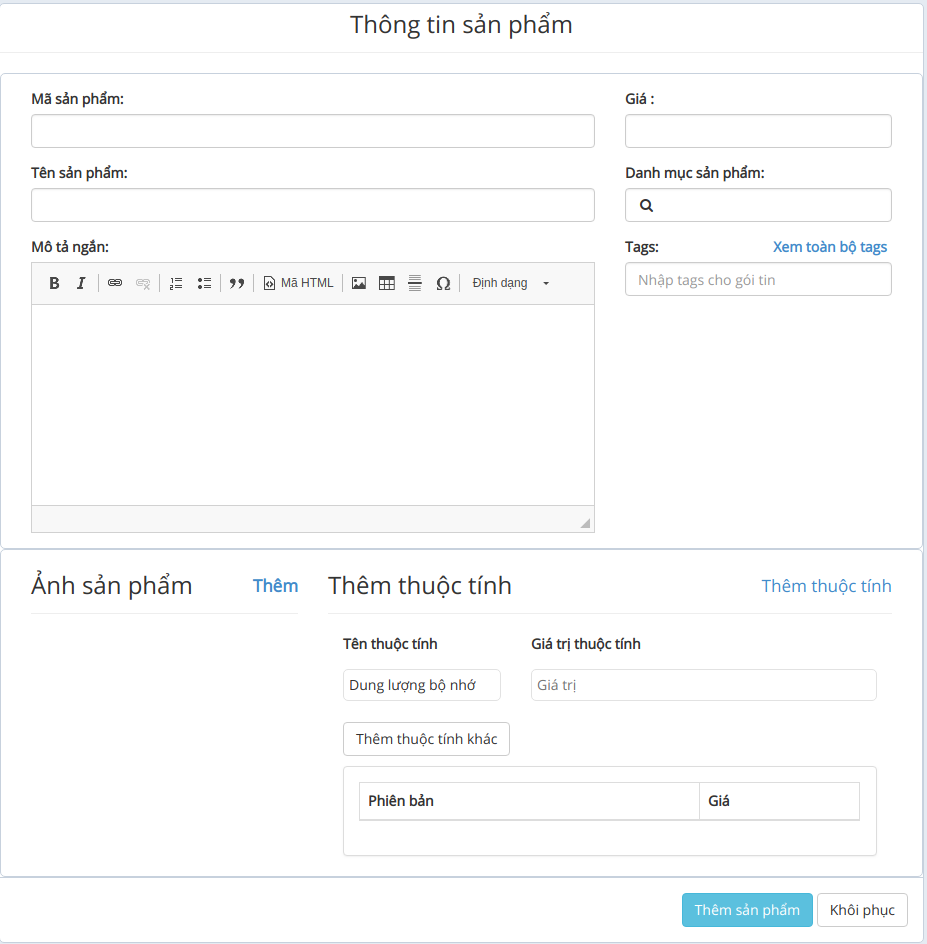 Thông tin sản phẩm
Mã sản phẩm:
Giá :
Tên sản phẩm:
Danh mục sản phẩm:
Mô tả ngắn:
Tags:
Xem toàn bộ tags
B I Mã HTML Ω Định dạng
Nhập tags cho gói tin
Ảnh sản phẩm
Thêm
Thêm thuộc tính
Thêm thuộc tính
Tên thuộc tính
Giá trị thuộc tính
Dung lượng bộ nhớ
Giá trị
Thêm thuộc tính khác
Phiên bản
Giá
Thêm sản phẩm
Khôi phục